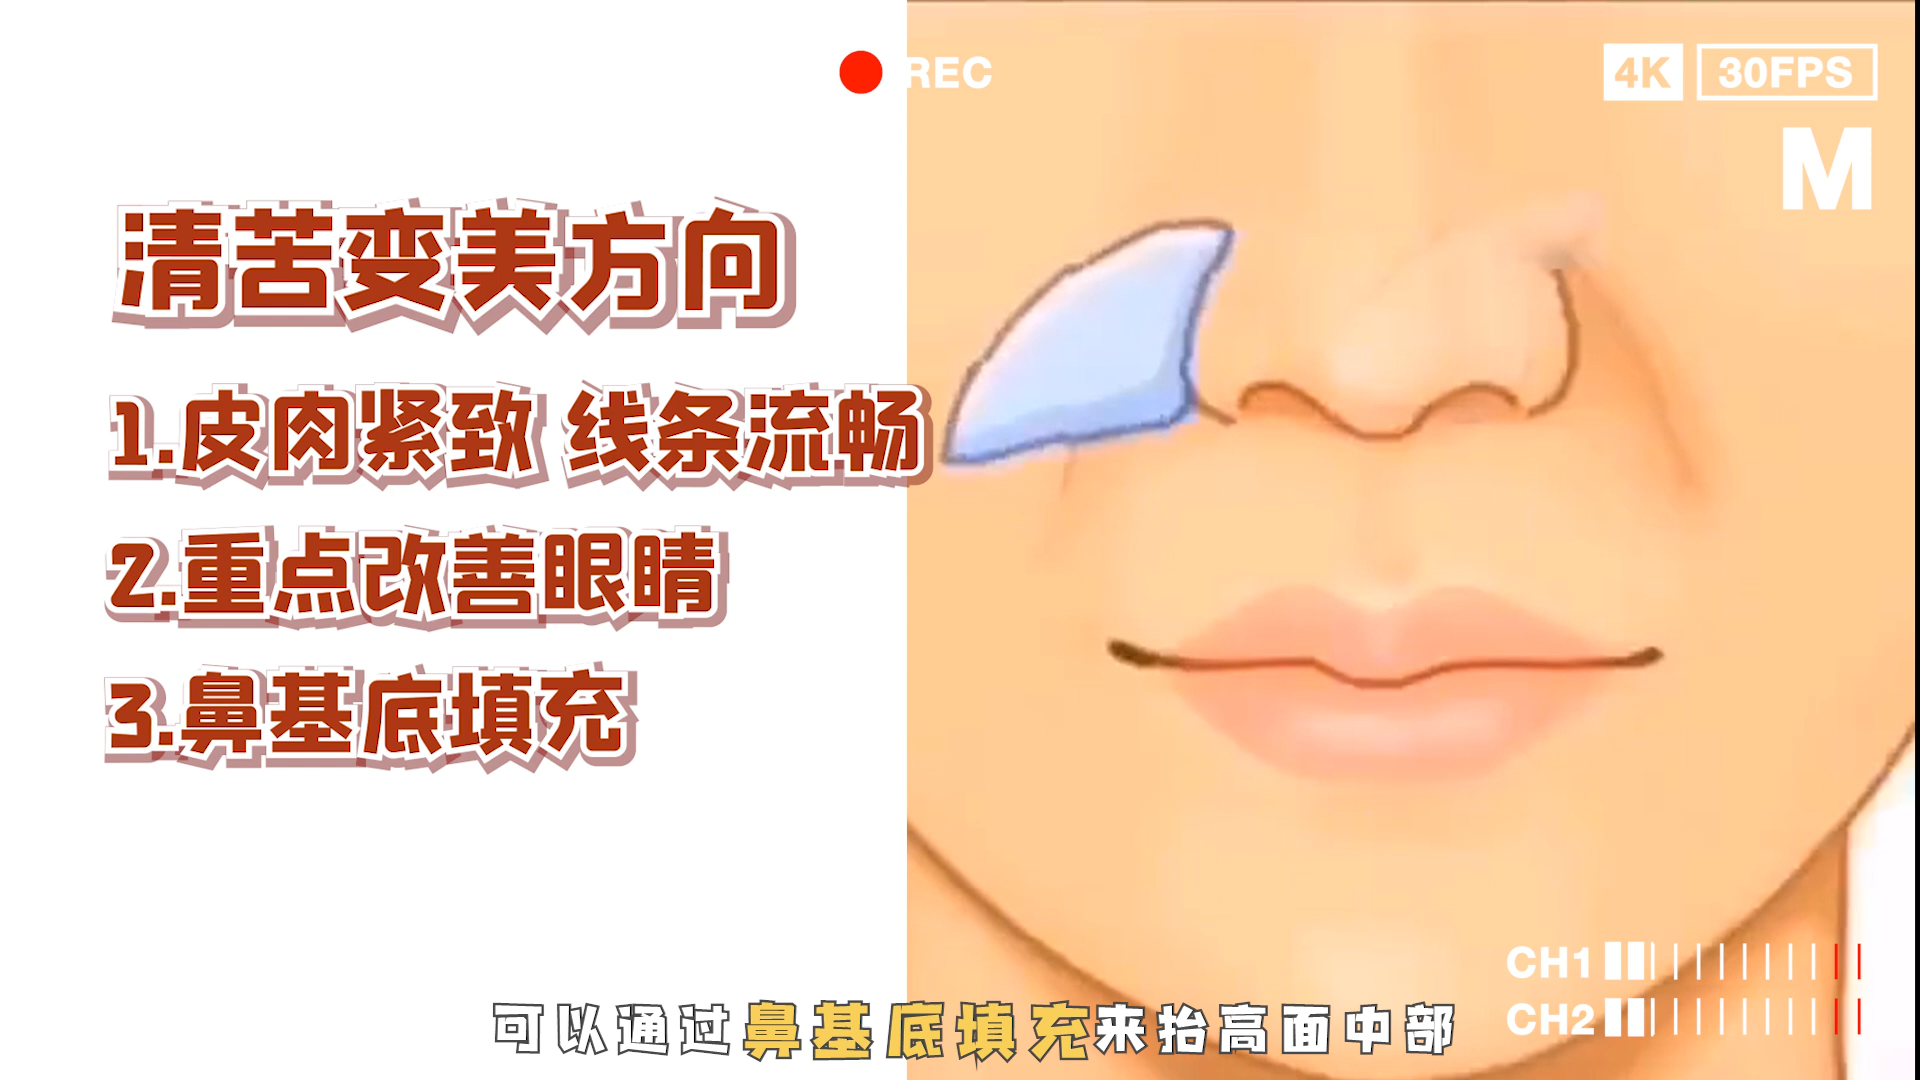 REC
4K 30FPS
M
清苦变美方向
1.皮肉紧致 线条流畅
2.重点改善眼睛
3.鼻基底填充
CH1
CH2
可以通过鼻基底填充来抬高面中部